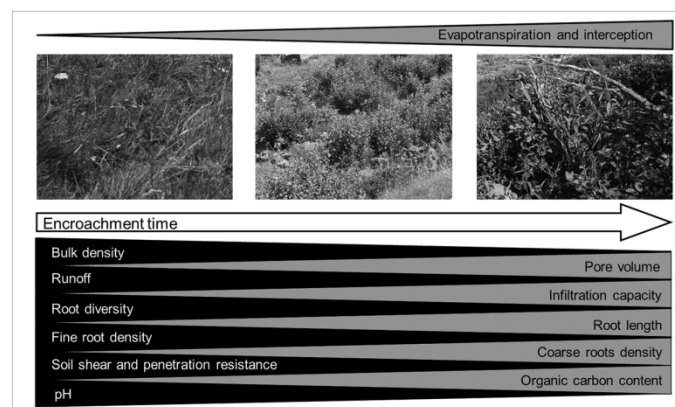 Evapotranspiration and interception
Encroachment time
Bulk density
Pore volume
Runoff
Infiltration capacity
Root diversity
Root length
Fine root density
Coarse roots density
Soil shear and penetration resistance
Organic carbon content
pH